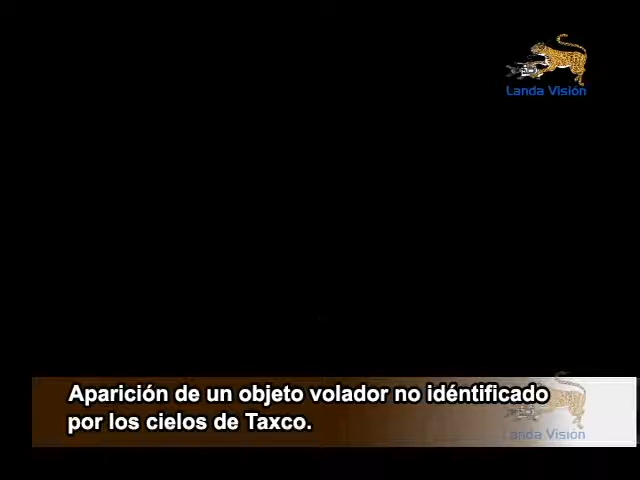 Landa Visión
Aparición de un objeto volador no idéntificado
por los cielos de Taxco.
Landa Visión